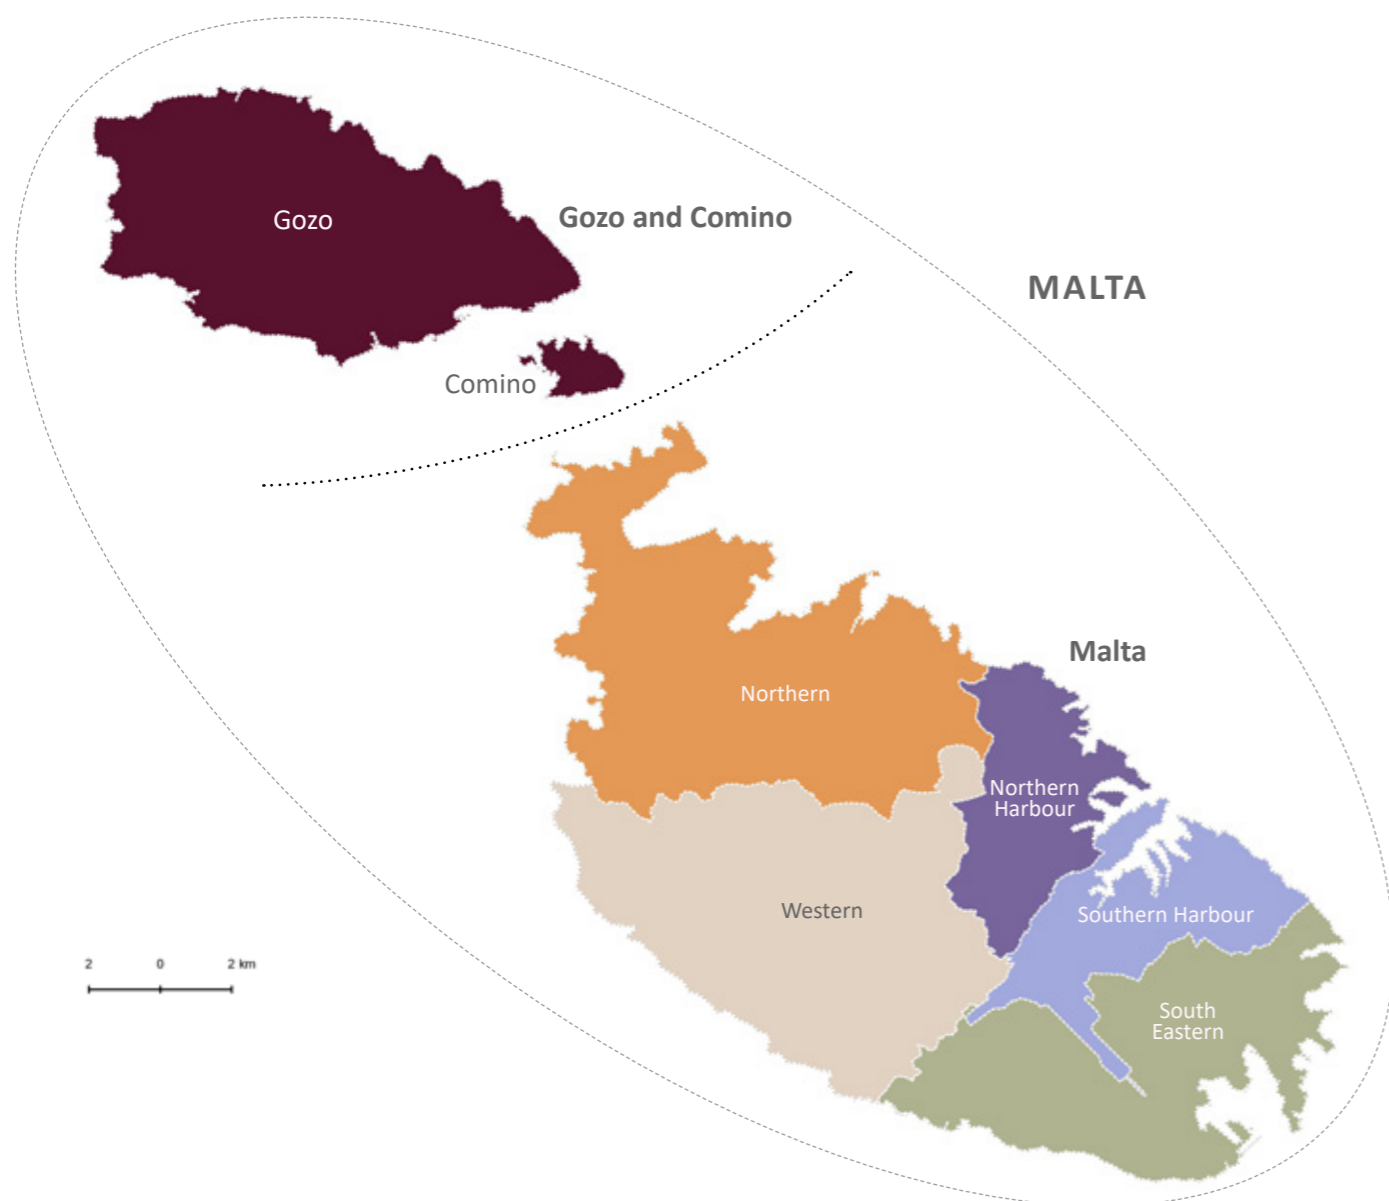 Gozo
Gozo and Comino
MALTA
Comino
Malta
Northern
Northern
Harbour
Western
Southern Harbour
2 0 2 km
South
Eastern